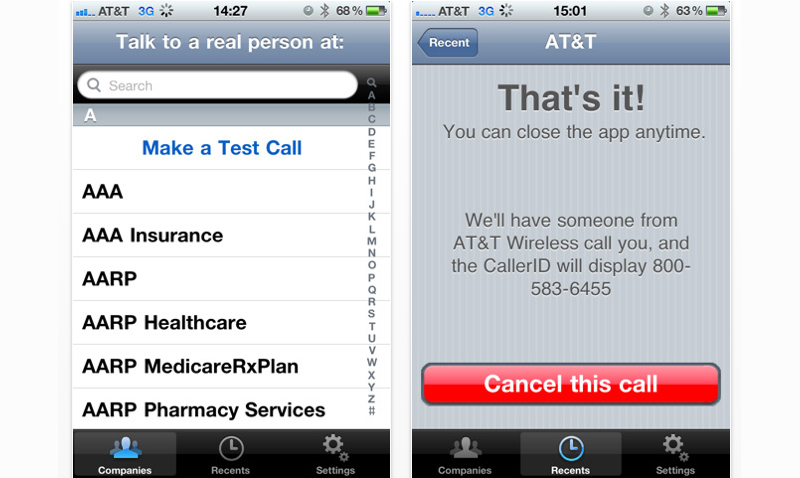 AT&T 3G 14:27 68%
Talk to a real person at:
Search
A
Make a Test Call
AAA
AAA Insurance
AARP
AARP Healthcare
AARP MedicareRxPlan
AARP Pharmacy Services
A
B
C
D
E
F
G
H
I
J
K
L
M
N
O
P
Q
R
S
T
U
V
W
X
Y
Z
#
Companies Recents Settings
AT&T 3G 15:01 63%
Recent AT&T
That's it!
You can close the app anytime.
We'll have someone from
AT&T Wireless call you, and
the CallerID will display 800-
583-6455
Cancel this call
Companies Recents Settings